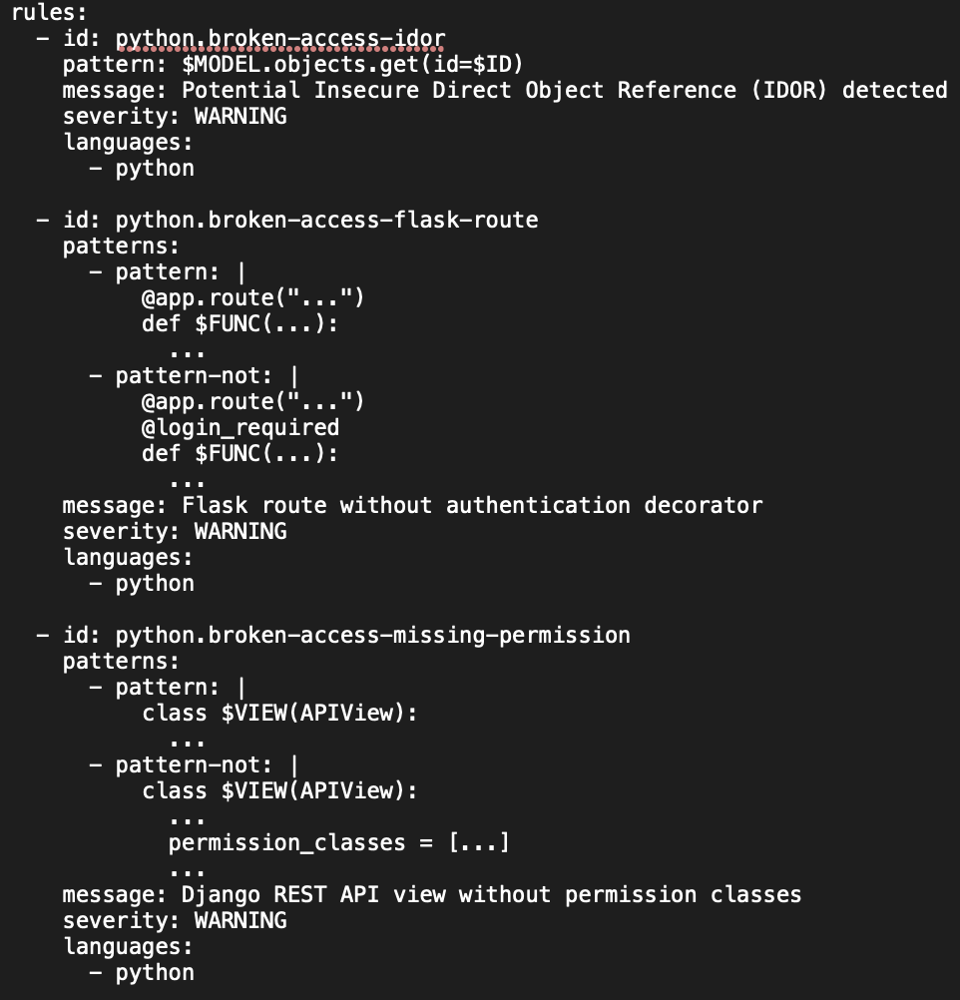 rules:
  - id: python.broken-access-idor
    pattern: $MODEL.objects.get(id=$ID)
    message: Potential Insecure Direct Object Reference (IDOR) detected
    severity: WARNING
    languages:
      - python

  - id: python.broken-access-flask-route
    patterns:
      - pattern: |
          @app.route("...")
          def $FUNC(...):
            ...
      - pattern-not: |
          @app.route("...")
          @login_required
          def $FUNC(...):
            ...
    message: Flask route without authentication decorator
    severity: WARNING
    languages:
      - python

  - id: python.broken-access-missing-permission
    patterns:
      - pattern: |
          class $VIEW(APIView):
            ...
      - pattern-not: |
          class $VIEW(APIView):
            ...
            permission_classes = [...]
            ...
    message: Django REST API view without permission classes
    severity: WARNING
    languages:
      - python